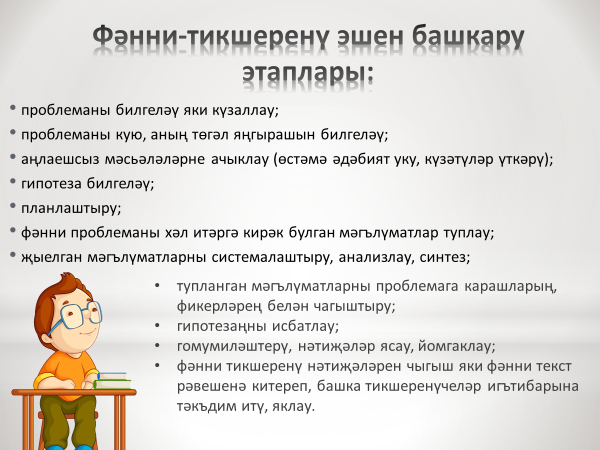 Фәнни-тикшеренү эшен башкару
этаплары:
• проблеманы билгеләү яки күзаллау;
• проблеманы кую, аның төгәл яңгырашын билгеләү;
• аңлаешсыз мәсьәләләрне ачыклау (өстәмә әдәбият уку, күзәтүләр үткәрү);
• гипотеза билгеләү;
• планлаштыру;
• фәнни проблеманы хәл итәргә кирәк булган мәгълүматлар туплау;
• җыелган мәгълүматларны системалаштыру, анализлау, синтез;
• тупланган мәгълүматларны проблемага карашларың,
фикерләрең белән чагыштыру;
• гипотезаңны исбатлау;
• гомумиләштерү, нәтиҗәләр ясау, йомгаклау;
• фәнни тикшеренү нәтиҗәләрен чыгыш яки фәнни текст
рәвешенә китереп, башка тикшеренүчеләр игътибарына
тәкъдим итү, яклау.